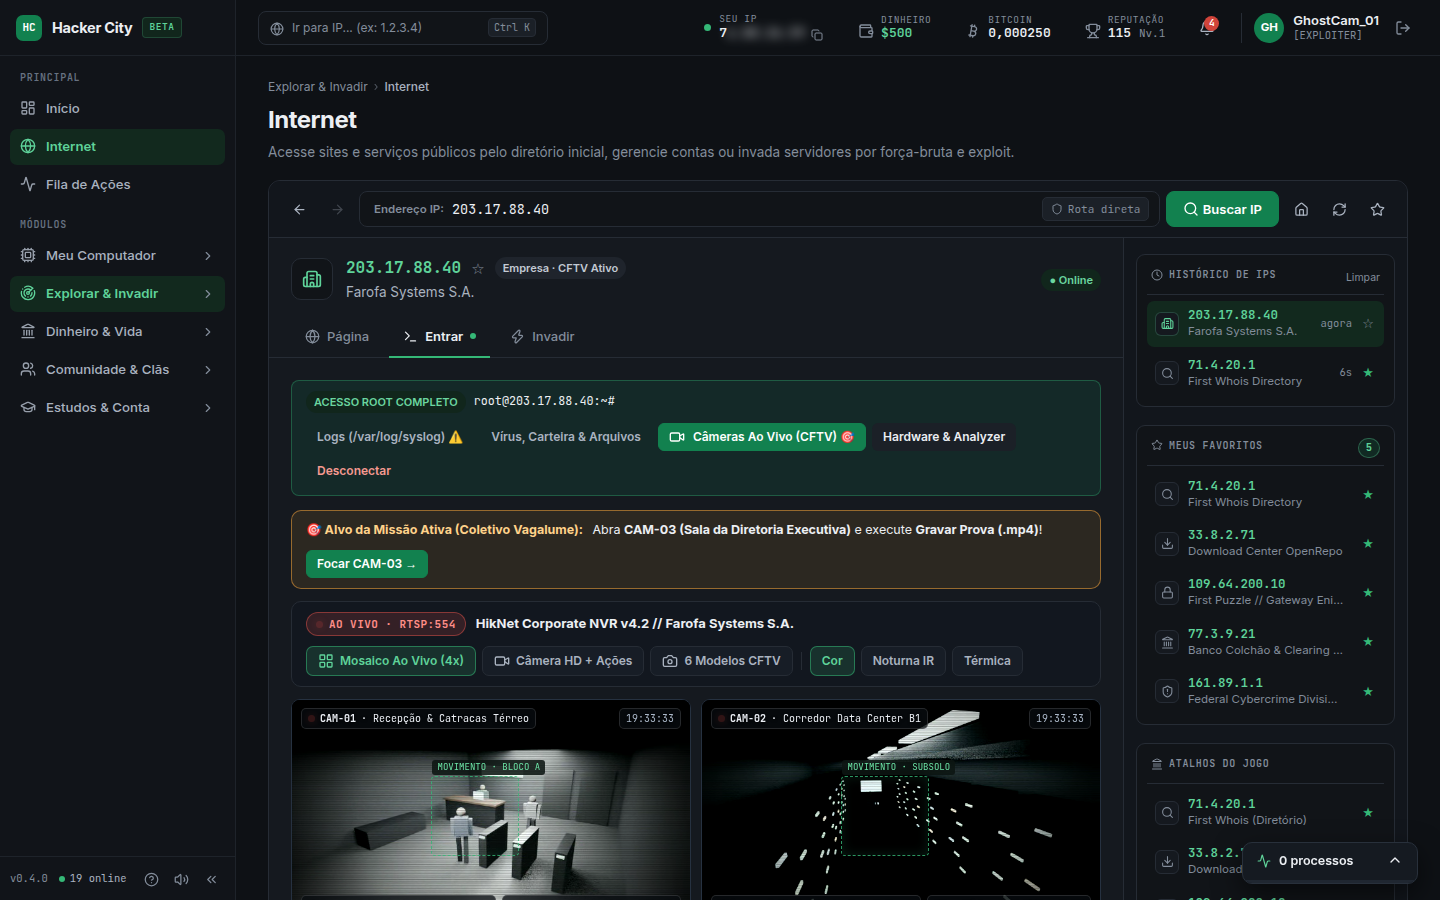 HC Hacker City BETA
Ir para IP... (ex: 1.2.3.4) Ctrl K
SEU IP
7
DINHEIRO
$500
BITCOIN
0,000250
REPUTAÇÃO
115 Nv.1
4
GH
GhostCam_01
[EXPLOITER]
PRINCIPAL
Início
Internet
Fila de Ações
MÓDULOS
Meu Computador
Explorar & Invadir
Dinheiro & Vida
Comunidade & Clãs
Estudos & Conta
v0.4.0 19 online
Explorar & Invadir › Internet
Internet
Acesse sites e serviços públicos pelo diretório inicial, gerencie contas ou invada servidores por força-bruta e exploit.
Endereço IP: 203.17.88.40 Rota direta Buscar IP
203.17.88.40 ☆ Empresa · CFTV Ativo
Farofa Systems S.A.
● Online
Página Entrar Invadir
ACESSO ROOT COMPLETO root@203.17.88.40:~#
Logs (/var/log/syslog) ⚠️ Vírus, Carteira & Arquivos Câmeras Ao Vivo (CFTV) 🎯 Hardware & Analyzer
Desconectar
🎯 Alvo da Missão Ativa (Coletivo Vagalume): Abra CAM-03 (Sala da Diretoria Executiva) e execute Gravar Prova (.mp4)!
Focar CAM-03 →
AO VIVO · RTSP:554 HikNet Corporate NVR v4.2 // Farofa Systems S.A.
Mosaico Ao Vivo (4x) Câmera HD + Ações 6 Modelos CFTV Cor Noturna IR Térmica
CAM-01 · Recepção & Catracas Térreo 19:33:33
MOVIMENTO · BLOCO A
CAM-02 · Corredor Data Center B1 19:33:33
MOVIMENTO · SUBSOLO
HISTÓRICO DE IPS Limpar
203.17.88.40
Farofa Systems S.A. agora ☆
71.4.20.1
First Whois Directory 6s ★
MEUS FAVORITOS 5
71.4.20.1
First Whois Directory ★
33.8.2.71
Download Center OpenRepo ★
109.64.200.10
First Puzzle // Gateway Eni... ★
77.3.9.21
Banco Colchão & Clearing ... ★
161.89.1.1
Federal Cybercrime Divisi... ★
ATALHOS DO JOGO
71.4.20.1
First Whois (Diretório) ★
33.8.2.
Download
0 processos